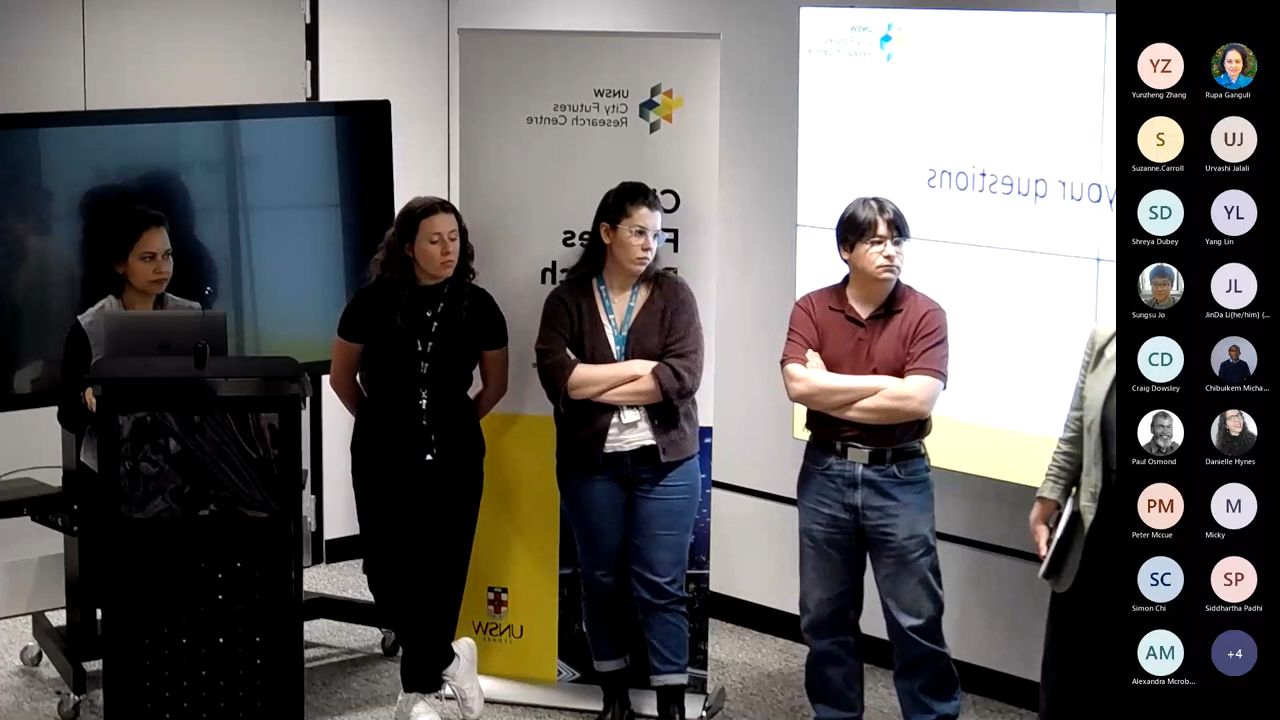 UNSW
City Futures
Research Centre
UNSW
your questions
UNSW
YZ
Yunzheng Zhang
Rupa Ganguli
S
Suzanne.Carroll
UJ
Urvashi Jalali
SD
Shreya Dubey
YL
Yang Lin
Sungsu Jo
JL
JinDa Li(he/him) (...
CD
Craig Dowsley
Chibuikem Micha...
Paul Osmond
Danielle Hynes
PM
Peter Mccue
M
Micky
SC
Simon Chi
SP
Siddhartha Padhi
AM
Alexandra Mcrob...
+4